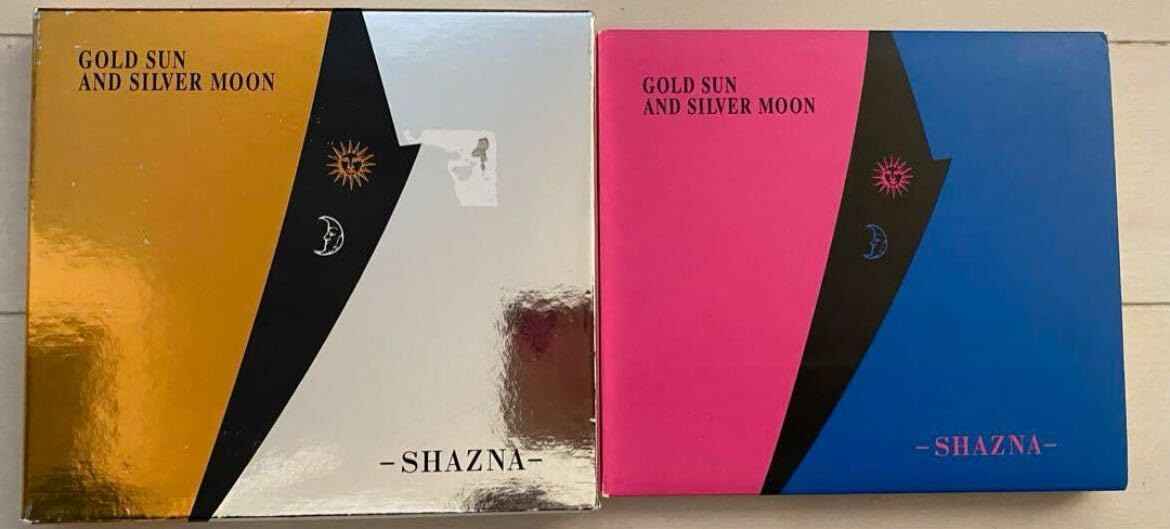 GOLD SUN
AND SILVER MOON
-SHAZNA-
GOLD SUN
AND SILVER MOON
-SHAZNA-